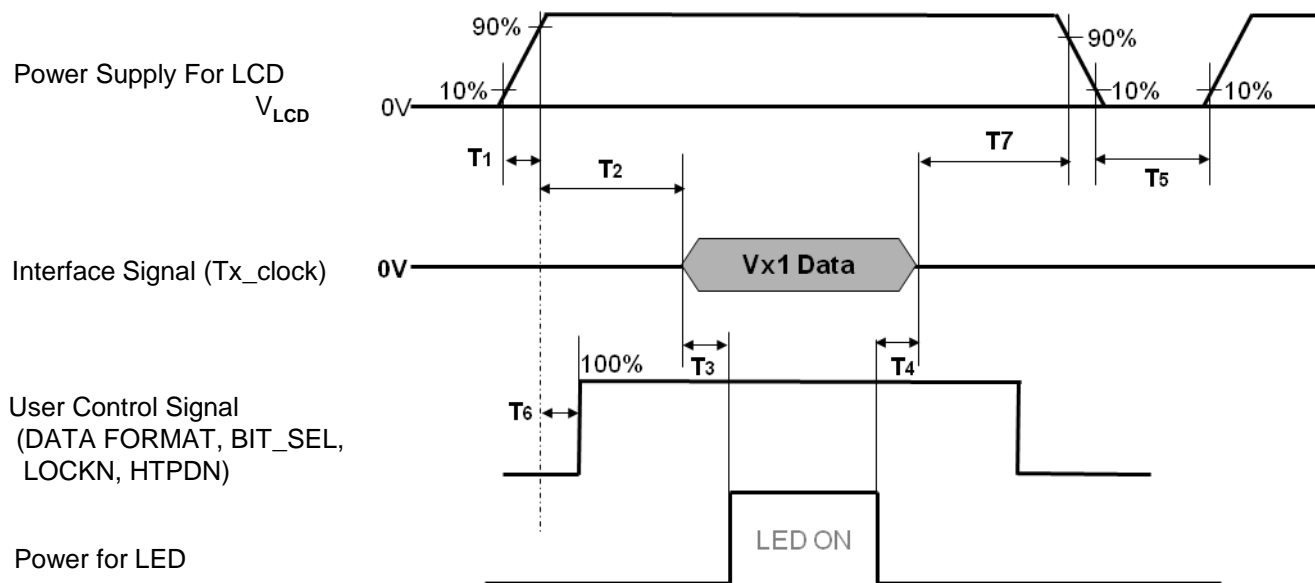 90%
90%
Power Supply For LCD
VLCD
10%
0V
10%
10%
T1
T2
T7
T5
Interface Signal (Tx_clock)
0V
Vx1 Data
T3
T4
100%
User Control Signal
(DATA FORMAT, BIT_SEL,
LOCKN, HTPDN)
T6
LED ON
Power for LED